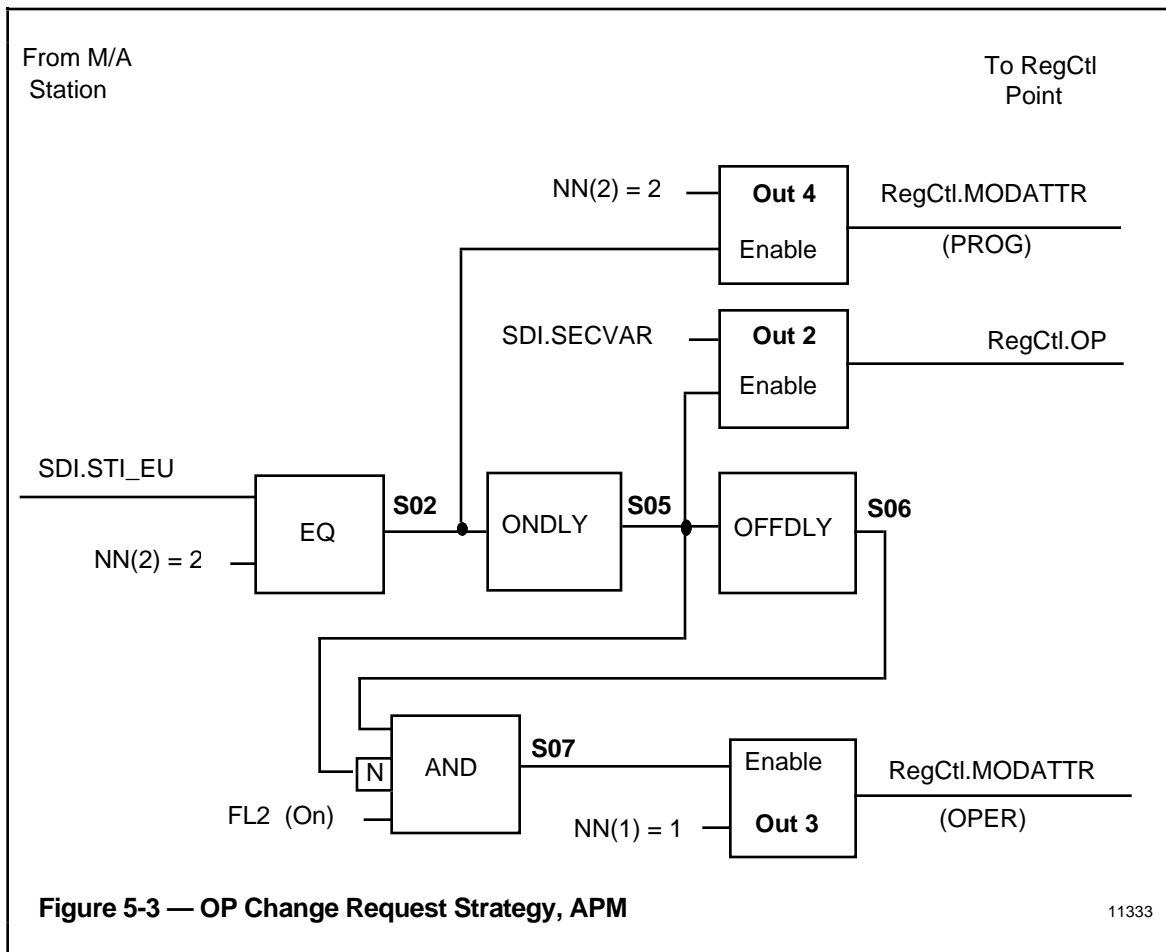 From M/A
Station
To RegCtl
Point
NN(2) = 2
Out 4
Enable
RegCtl.MODATTR
(PROG)
SDI.SECVAR
Out 2
Enable
RegCtl.OP
SDI.STI_EU
NN(2) = 2
EQ
S02
ONDLY
S05
OFFDLY
S06
N
AND
FL2 (On)
S07
NN(1) = 1
Enable
Out 3
RegCtl.MODATTR
(OPER)
Figure 5-3 — OP Change Request Strategy, APM
11333